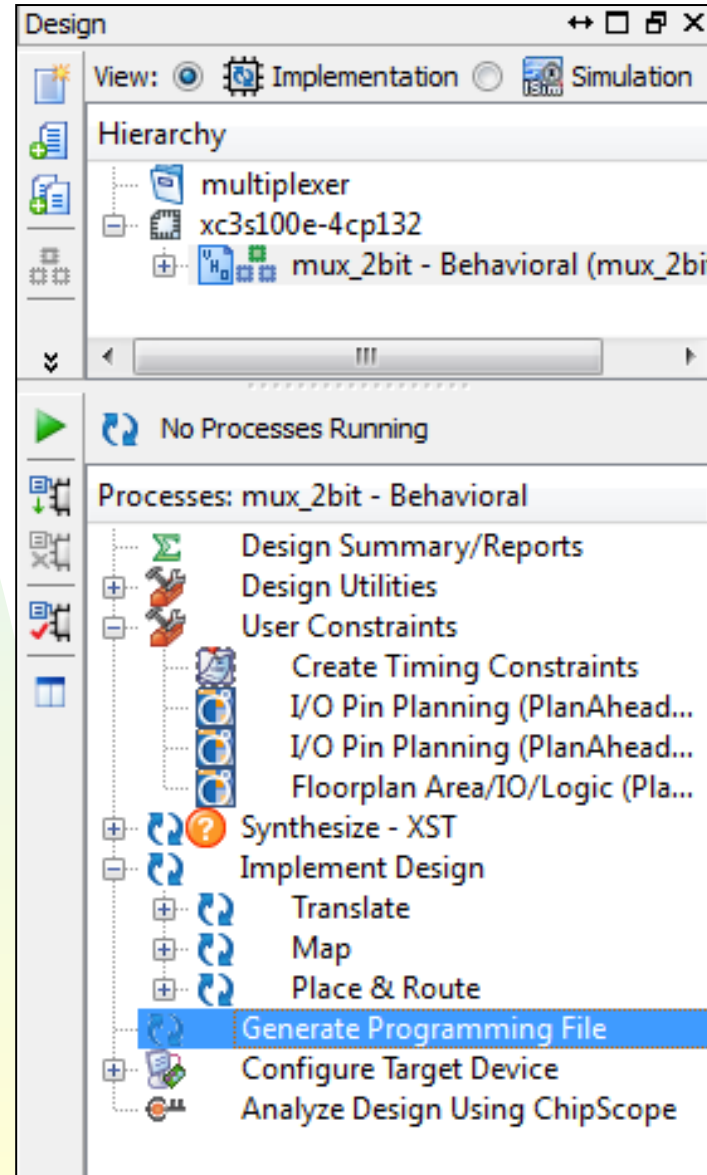 Design
View: Implementation Simulation
Hierarchy
multiplexer
xc3s100e-4cp132
mux_2bit - Behavioral (mux_2bi
No Processes Running
Processes: mux_2bit - Behavioral
Design Summary/Reports
Design Utilities
User Constraints
Create Timing Constraints
I/O Pin Planning (PlanAhead...
I/O Pin Planning (PlanAhead...
Floorplan Area/IO/Logic (Pla...
Synthesize - XST
Implement Design
Translate
Map
Place & Route
Generate Programming File
Configure Target Device
Analyze Design Using ChipScope